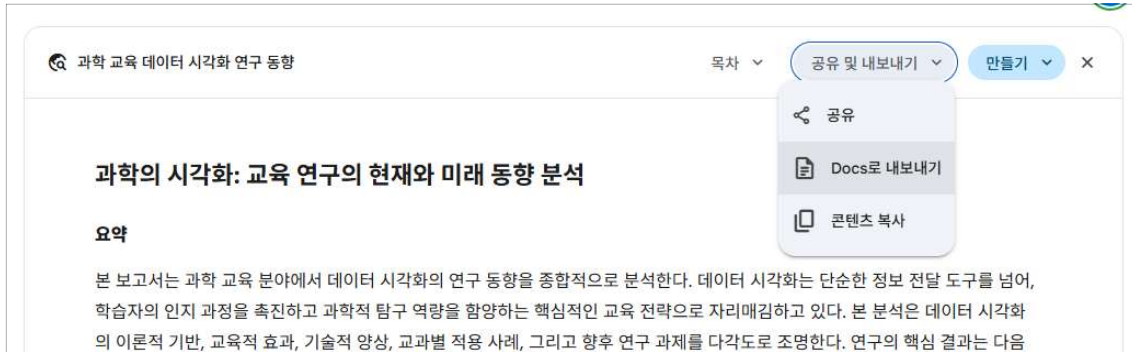 과학 교육 데이터 시각화 연구 동향
목차
공유 및 내보내기
만들기
공유
Docs로 내보내기
콘텐츠 복사
과학의 시각화: 교육 연구의 현재와 미래 동향 분석
요약
본 보고서는 과학 교육 분야에서 데이터 시각화의 연구 동향을 종합적으로 분석한다. 데이터 시각화는 단순한 정보 전달 도구를 넘어,
학습자의 인지 과정을 촉진하고 과학적 탐구 역량을 함양하는 핵심적인 교육 전략으로 자리매김하고 있다. 본 분석은 데이터 시각화
의 이론적 기반, 교육적 효과, 기술적 양상, 교과별 적용 사례, 그리고 향후 연구 과제를 다각도로 조명한다. 연구의 핵심 결과는 다음